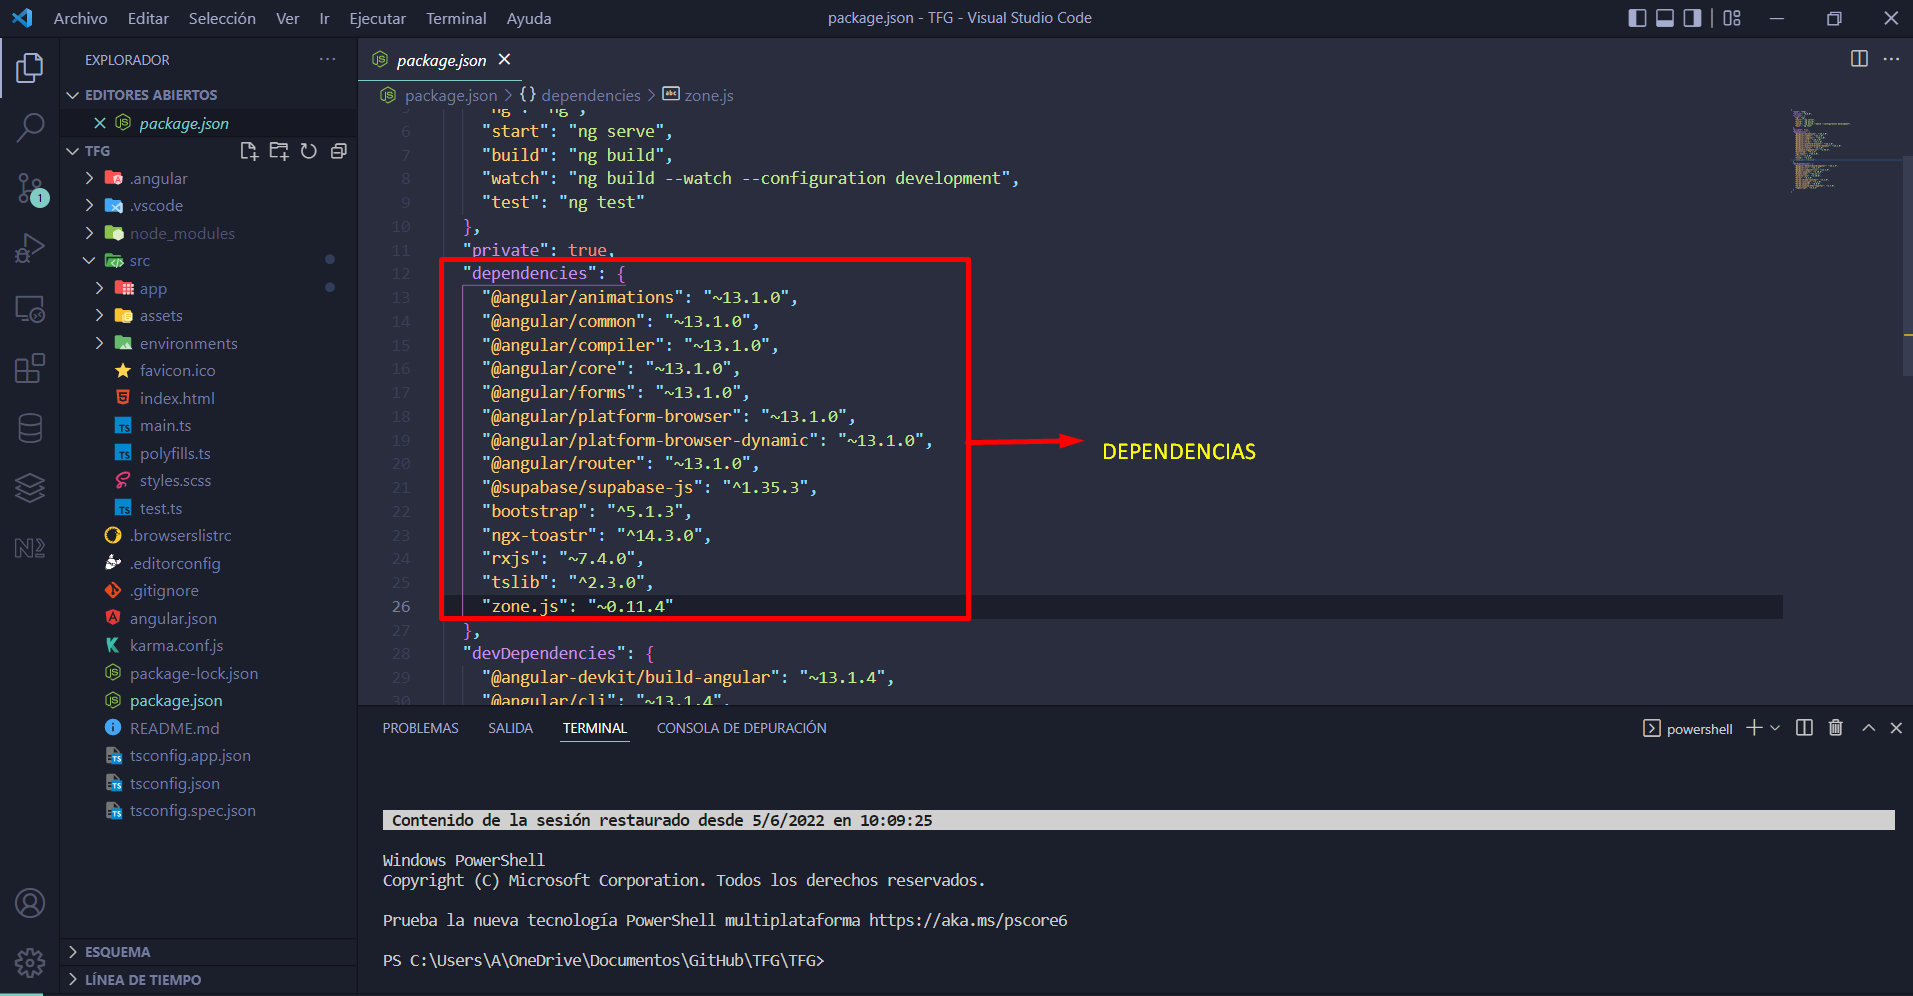 Archivo Editar Selección Ver Ir Ejecutar Terminal Ayuda
package.json - TFG - Visual Studio Code
EXPLORADOR
EDITORES ABIERTOS
package.json
TFG
.angular
.vscode
node_modules
src
app
assets
environments
favicon.ico
index.html
main.ts
polyfills.ts
styles.scss
test.ts
.browserslistrc
.editorconfig
.gitignore
angular.json
karma.conf.js
package-lock.json
package.json
README.md
tsconfig.app.json
tsconfig.json
tsconfig.spec.json
ESQUEMA
LÍNEA DE TIEMPO
1
package.json
package.json > {} dependencies > zone.js
5 "ng": "ng",
6 "start": "ng serve",
7 "build": "ng build",
8 "watch": "ng build --watch --configuration development",
9 "test": "ng test"
10 },
11 "private": true,
12 "dependencies": {
13 "@angular/animations": "~13.1.0",
14 "@angular/common": "~13.1.0",
15 "@angular/compiler": "~13.1.0",
16 "@angular/core": "~13.1.0",
17 "@angular/forms": "~13.1.0",
18 "@angular/platform-browser": "~13.1.0",
19 "@angular/platform-browser-dynamic": "~13.1.0",
20 "@angular/router": "~13.1.0",
21 "@supabase/supabase-js": "^1.35.3",
22 "bootstrap": "^5.1.3",
23 "ngx-toastr": "^14.3.0",
24 "rxjs": "~7.4.0",
25 "tslib": "^2.3.0",
26 "zone.js": "~0.11.4"
27 },
28 "devDependencies": {
29 "@angular-devkit/build-angular": "~13.1.4",
30 "@angular/cli": "~13.1.4",
DEPENDENCIAS
PROBLEMAS SALIDA TERMINAL CONSOLA DE DEPURACIÓN
powershell
Contenido de la sesión restaurado desde 5/6/2022 en 10:09:25
Windows PowerShell
Copyright (C) Microsoft Corporation. Todos los derechos reservados.
Prueba la nueva tecnología PowerShell multiplataforma https://aka.ms/pscore6
PS C:\Users\A\OneDrive\Documentos\GitHub\TFG\TFG>